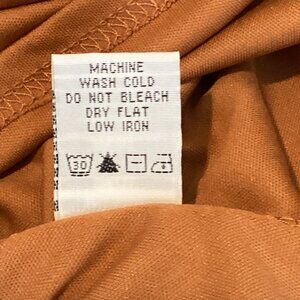 MACHINE
WASH COLD
DO NOT BLEACH
DRY FLAT
LOW IRON
30